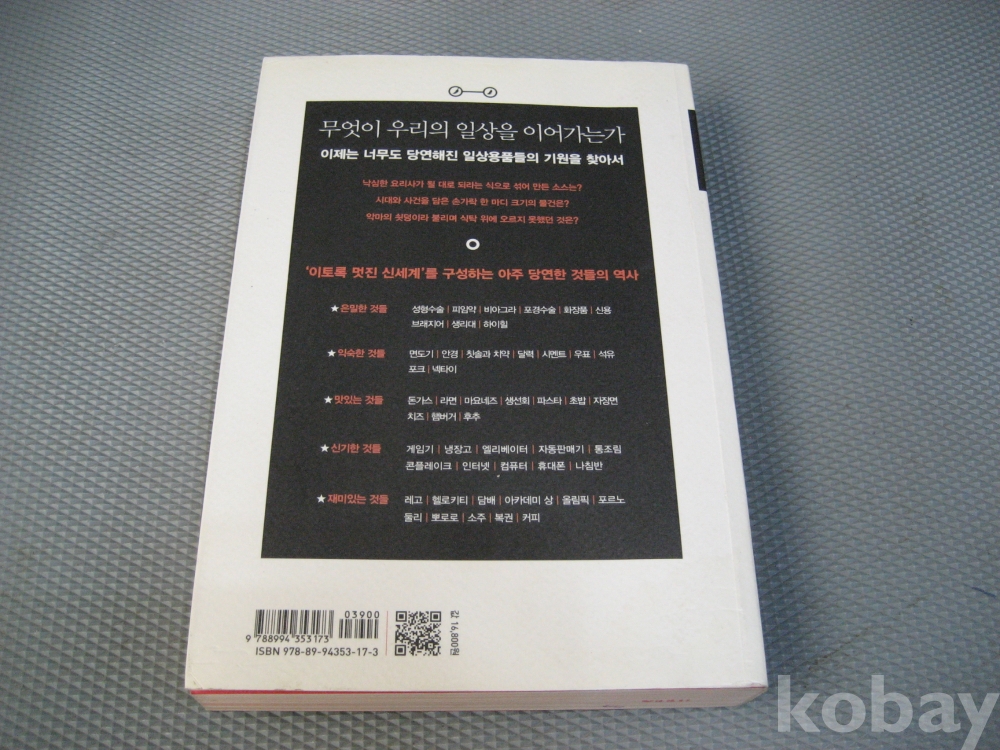 무엇이 우리의 일상을 이어가는가
이제는 너무도 당연해진 일상용품들의 기원을 찾아서
낙심한 요리사가 될 대로 되라는 식으로 섞어 만든 소스는?
시대와 사건을 담은 손가락 한 마디 크기의 물건은?
악마의 칫덩이라 불리며 식탁 위에 오르지 못했던 것은?
'이토록 멋진 신세계'를 구성하는 아주 당연한 것들의 역사
★은밀한 것들 성형수술 | 피임약 | 비아그라 | 포경수술 | 화장품 | 신용
브래지어 | 생리대 | 하이힐
★익숙한 것들 면도기 | 안경 | 칫솔과 치약 | 달력 | 시멘트 | 우표 | 석유
포크 | 넥타이
★맛있는 것들 돈가스 | 라면 | 마요네즈 | 생선회 | 파스타 | 초밥 | 자장면
치즈 | 햄버거 | 후추
★신기한 것들 게임기 | 냉장고 | 엘리베이터 | 자동판매기 | 통조림
콘플레이크 | 인터넷 | 컴퓨터 | 휴대폰 | 나침반
★재미있는 것들 레고 | 헬로키티 | 담배 | 아카데미 상 | 올림픽 | 포르노
둘리 | 뽀로로 | 소주 | 복권 | 커피
03900
9 788994 353173
ISBN 978-89-94353-17-3
값 16,800원
kobay